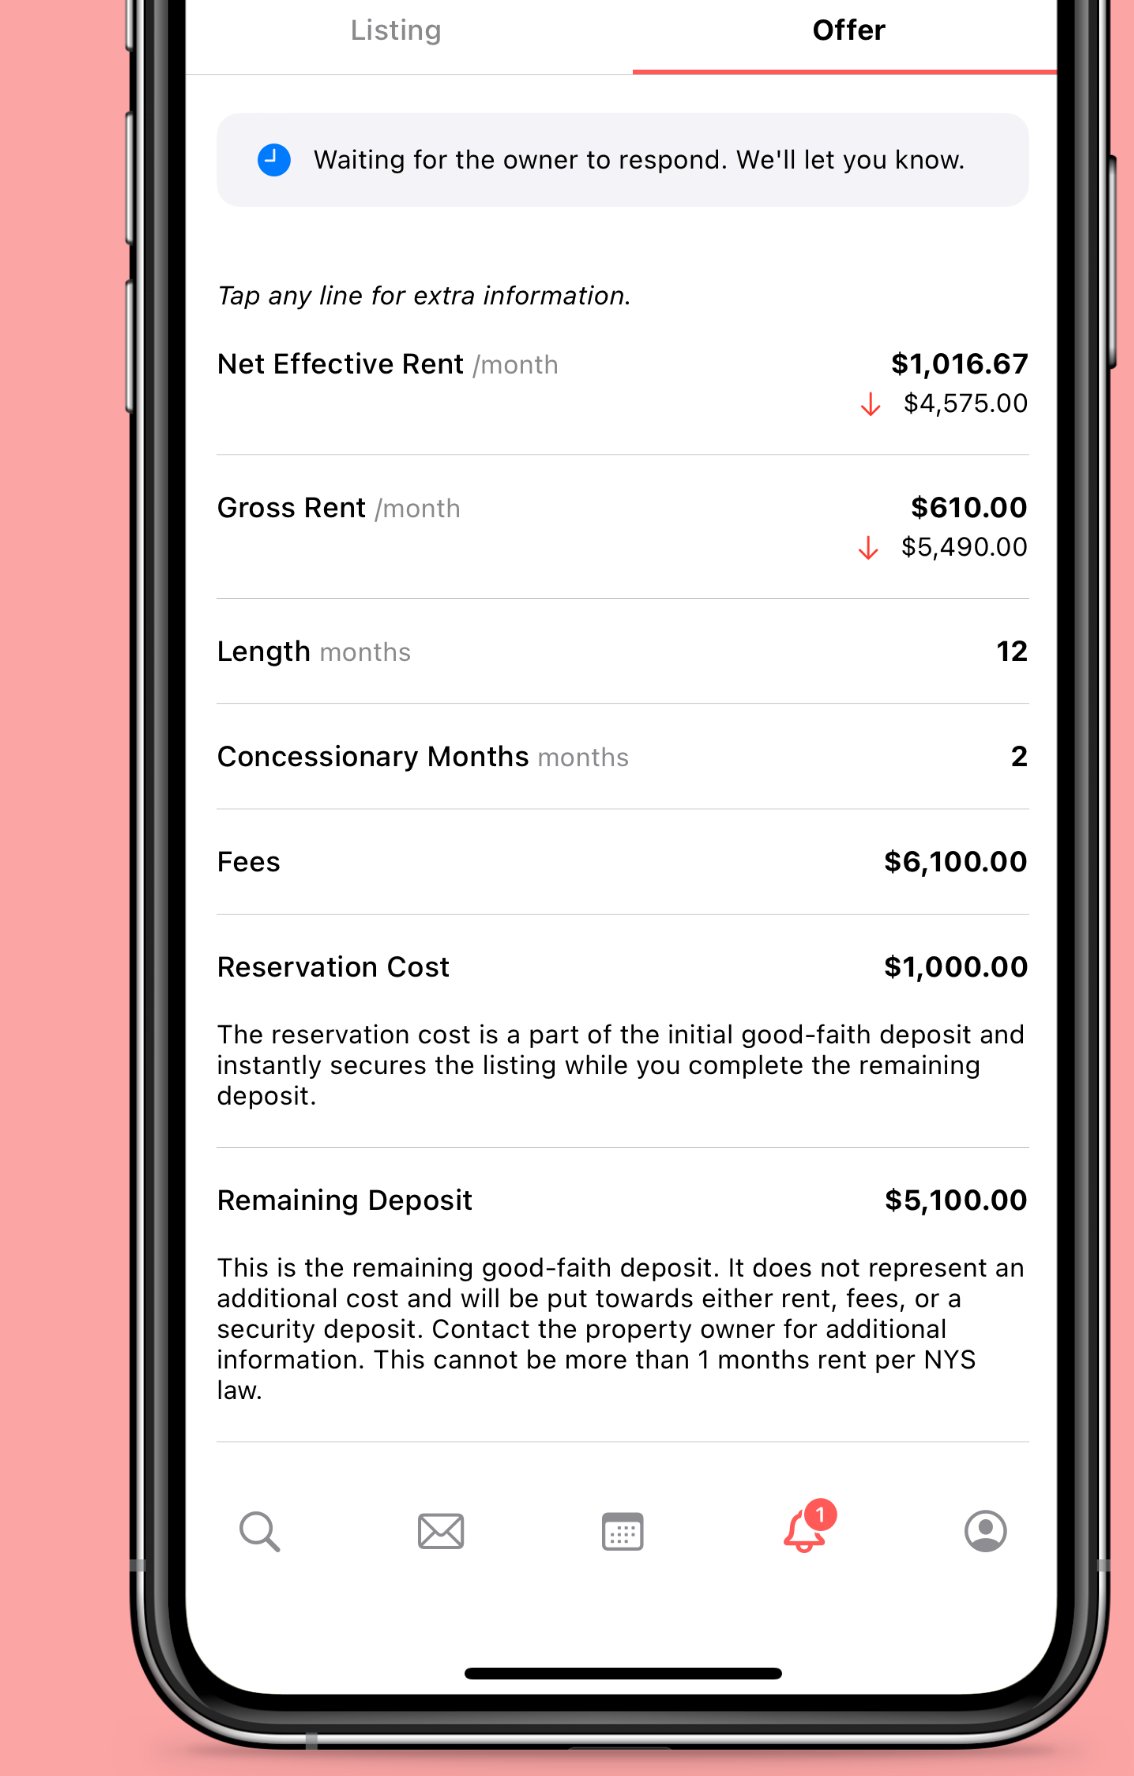 Listing Offer
Waiting for the owner to respond. We'll let you know.
Tap any line for extra information.
Net Effective Rent /month $1,016.67
$4,575.00
Gross Rent /month $610.00
$5,490.00
Length months 12
Concessionary Months months 2
Fees $6,100.00
Reservation Cost $1,000.00
The reservation cost is a part of the initial good-faith deposit and
instantly secures the listing while you complete the remaining
deposit.
Remaining Deposit $5,100.00
This is the remaining good-faith deposit. It does not represent an
additional cost and will be put towards either rent, fees, or a
security deposit. Contact the property owner for additional
information. This cannot be more than 1 months rent per NYS
law.
1